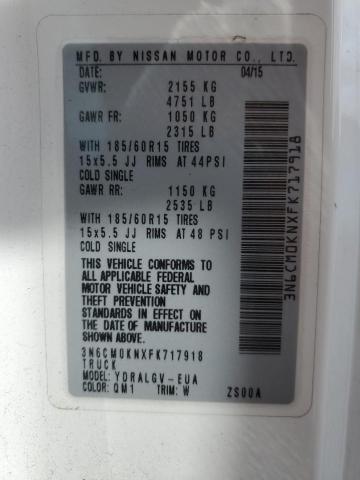 MFD. BY NISSAN MOTOR CO., LTD.
DATE: 04/15
GVWR: 2155 KG
4751 LB
GAWR FR: 1050 KG
2315 LB
WITH 185/60R15 TIRES
15x5.5 JJ RIMS AT 44PSI
COLD SINGLE
GAWR RR: 1150 KG
2535 LB
WITH 185/60R15 TIRES
15x5.5 JJ RIMS AT 48 PSI
COLD SINGLE
THIS VEHICLE CONFORMS TO
ALL APPLICABLE FEDERAL
MOTOR VEHICLE SAFETY AND
THEFT PREVENTION
STANDARDS IN EFFECT ON
THE DATE OF MANUFACTURE
SHOWN ABOVE.
3N6CM0KNXFK717918
TRUCK
MODEL: YDRALGV-EUA
COLOR: QM1 TRIM: W ZS00A
3N6CM0KNXFK717918